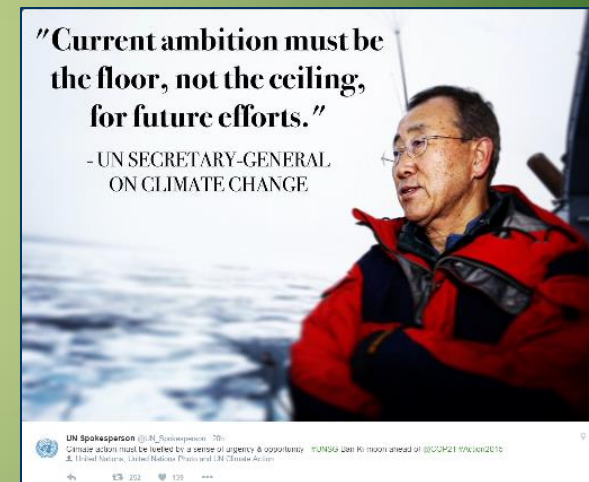 "Current ambition must be
the floor, not the ceiling,
for future efforts."
- UN SECRETARY-GENERAL
ON CLIMATE CHANGE
UN Spokesperson @UN_Spokesperson 20h
Climate action must be fuelled by a sense of urgency & opportunity #UNSG Ban Ki-moon ahead of @COP21 #Action2015
United Nations, United Nations Photo and UN Climate Action
252 139